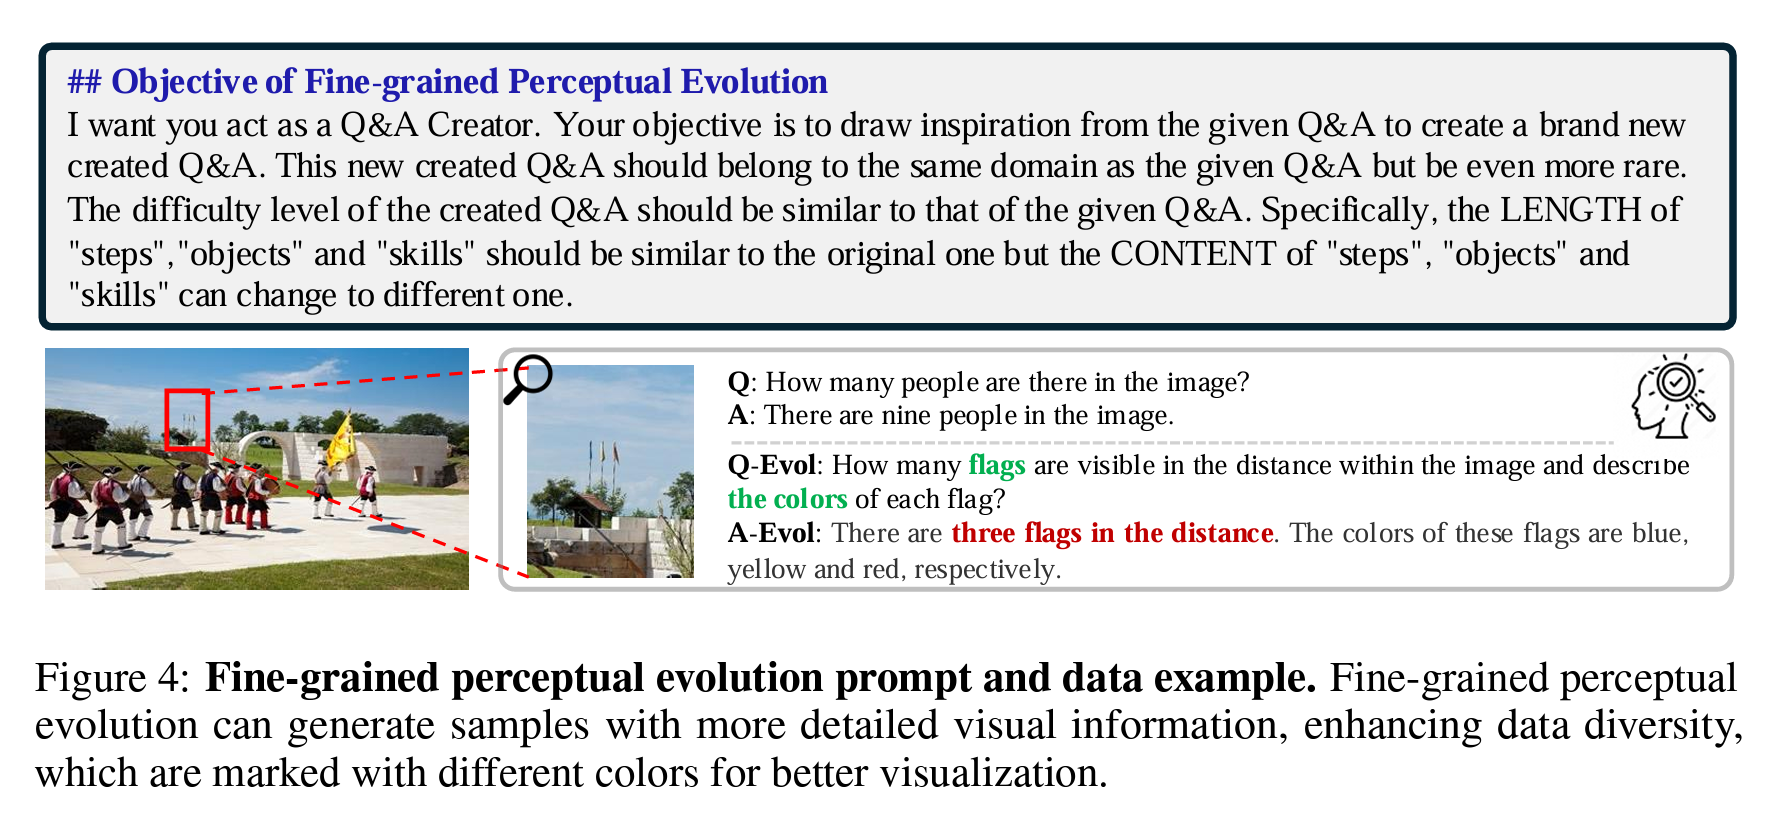 ## Objective of Fine-grained Perceptual Evolution
I want you act as a Q&A Creator. Your objective is to draw inspiration from the given Q&A to create a brand new
created Q&A. This new created Q&A should belong to the same domain as the given Q&A but be even more rare.
The difficulty level of the created Q&A should be similar to that of the given Q&A. Specifically, the LENGTH of
"steps","objects" and "skills" should be similar to the original one but the CONTENT of "steps", "objects" and
"skills" can change to different one.
Q: How many people are there in the image?
A: There are nine people in the image.
Q-Evol: How many flags are visible in the distance within the image and describe
the colors of each flag?
A-Evol: There are three flags in the distance. The colors of these flags are blue,
yellow and red, respectively.
Figure 4: Fine-grained perceptual evolution prompt and data example. Fine-grained perceptual
evolution can generate samples with more detailed visual information, enhancing data diversity,
which are marked with different colors for better visualization.